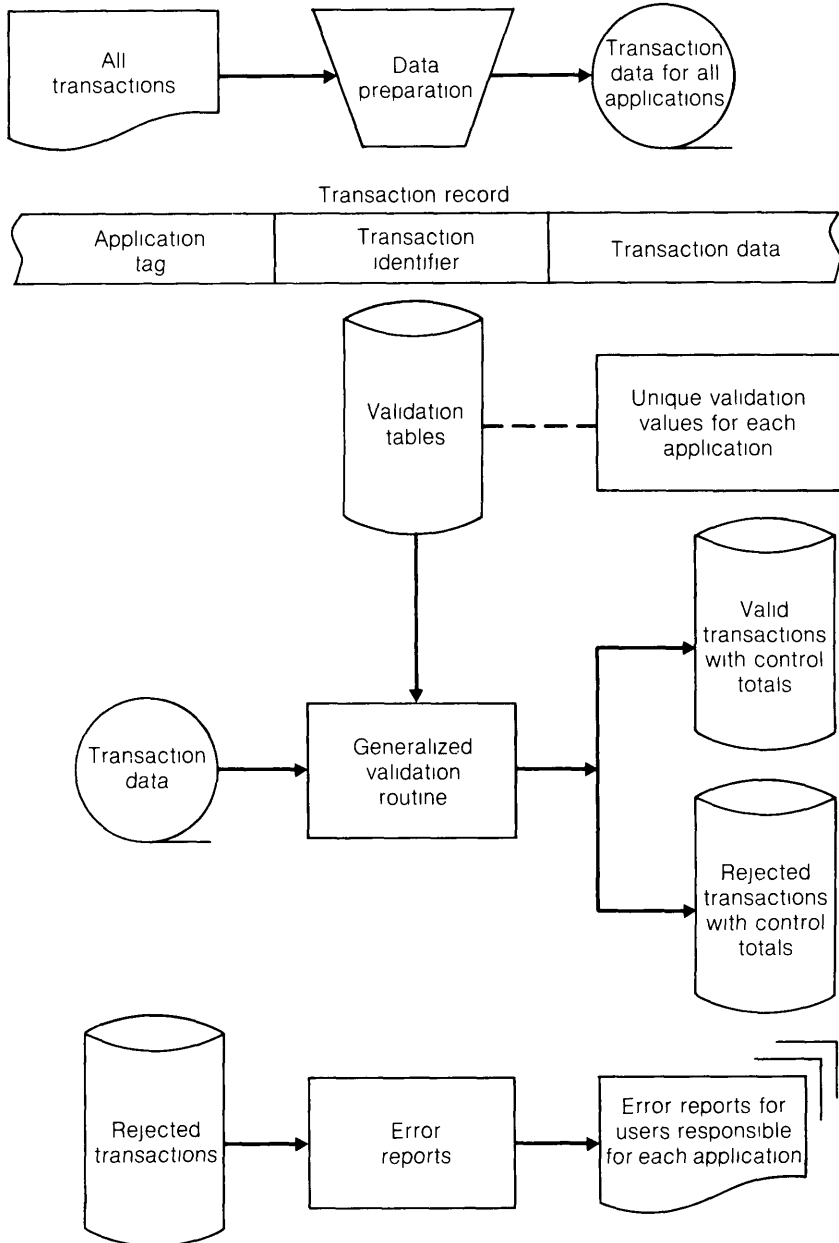 All
transactions
Data
preparation
Transaction
data for all
applications
Transaction record
Application
tag
Transaction
identifier
Transaction data
Validation
tables
Unique validation
values for each
application
Valid
transactions
with control
totals
Transaction
data
Generalized
validation
routine
Rejected
transactions
with control
totals
Rejected
transactions
Error
reports
Error reports for
users responsible
for each application